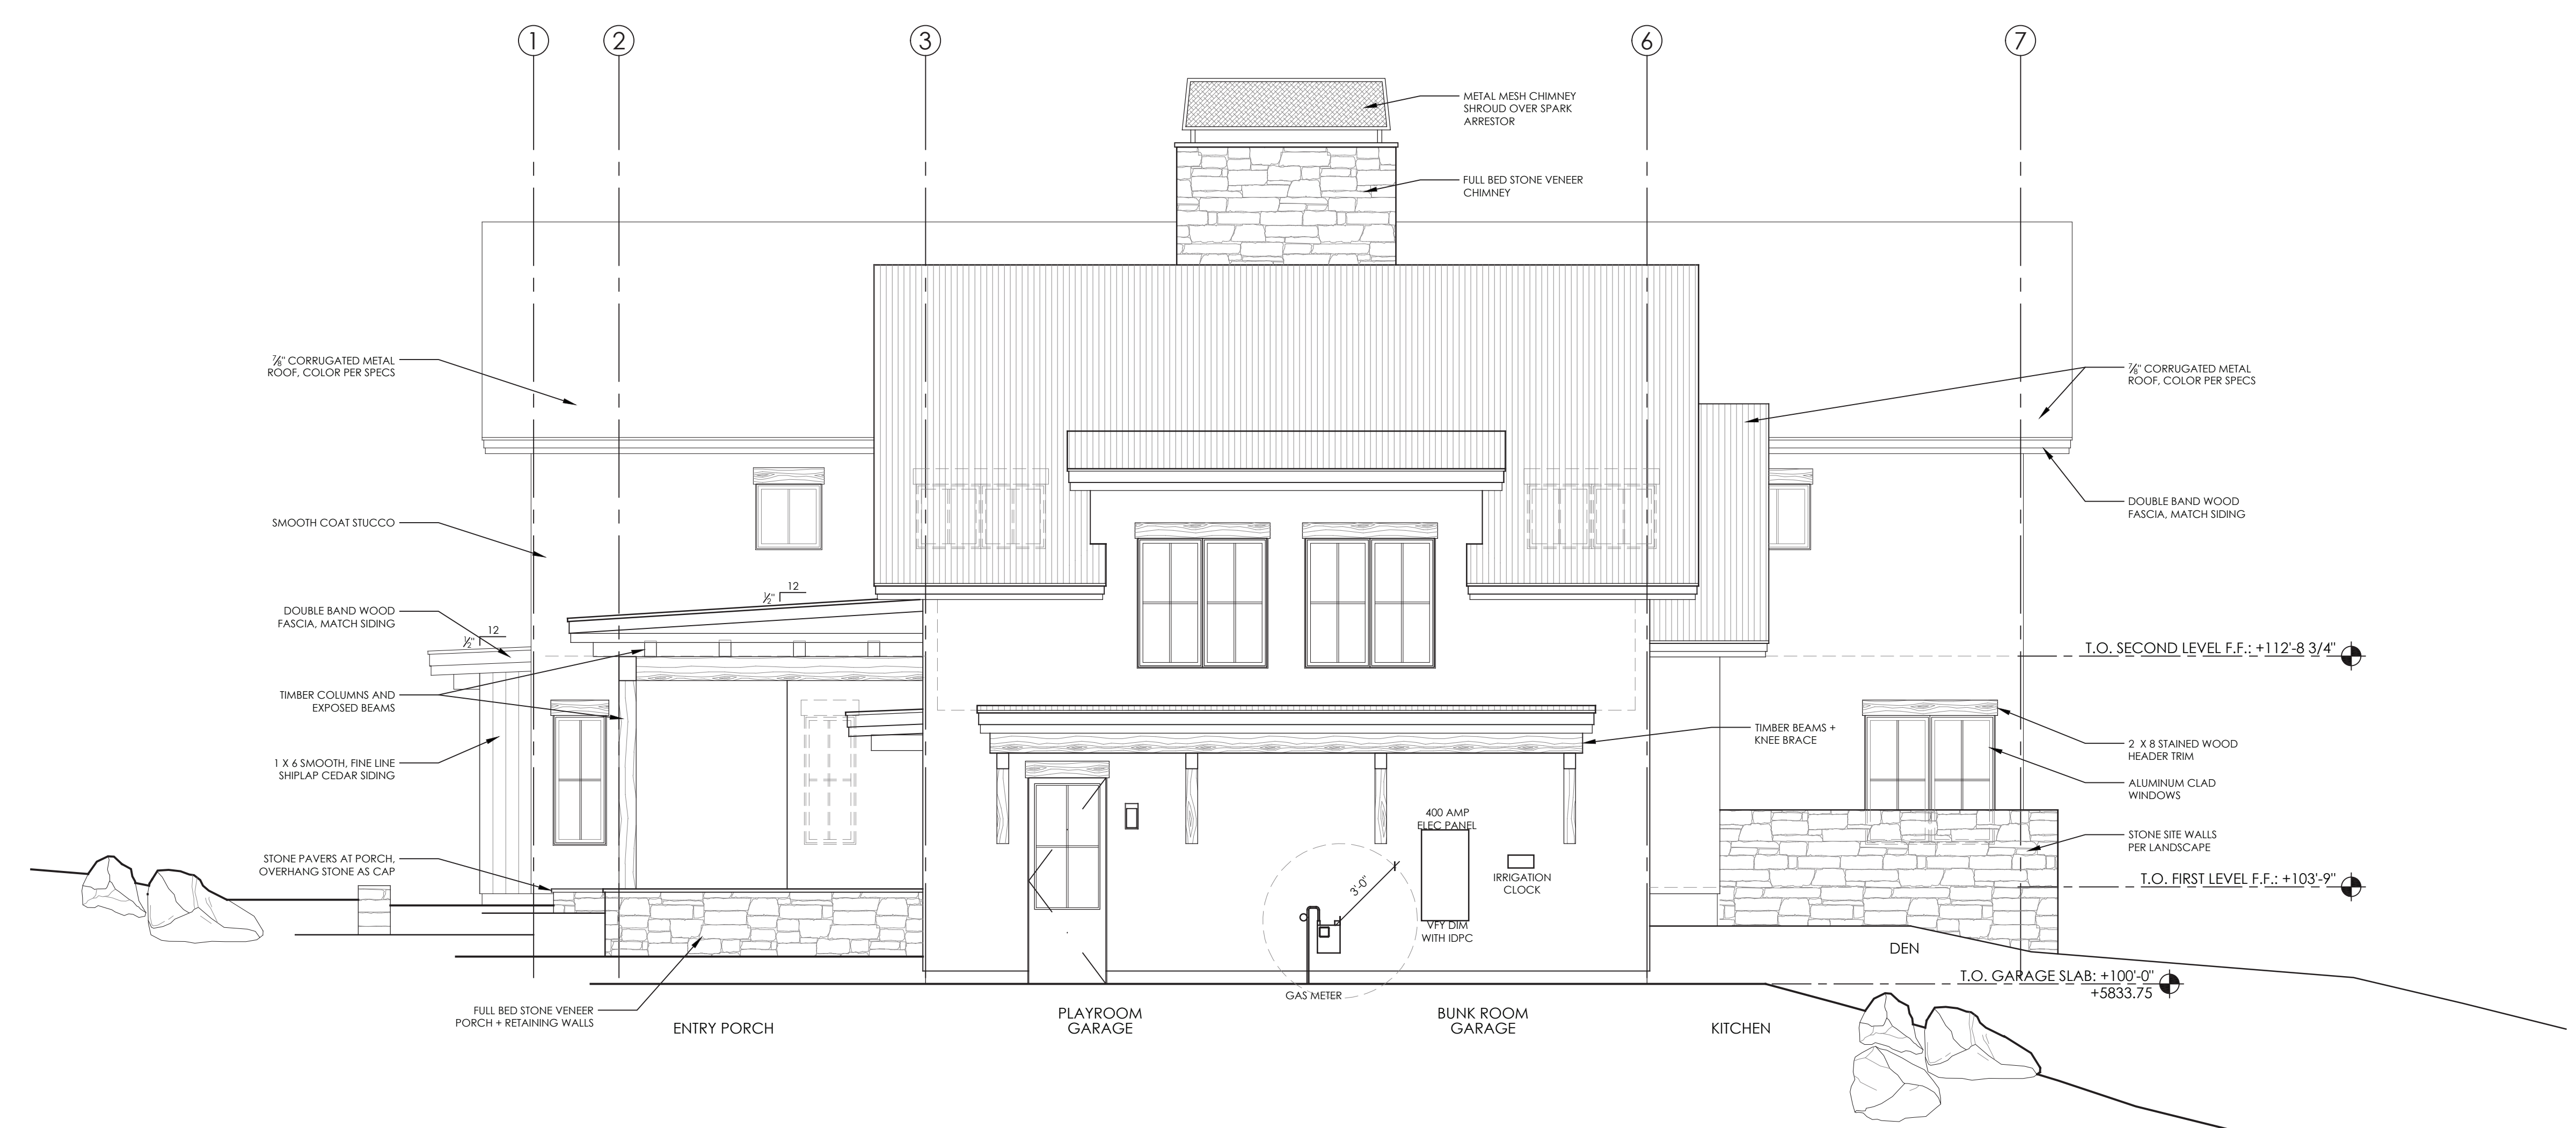 1
2
3
6
7
METAL MESH CHIMNEY
SHROUD OVER SPARK
ARRESTOR
FULL BED STONE VENEER
CHIMNEY
⅞" CORRUGATED METAL
ROOF, COLOR PER SPECS
⅞" CORRUGATED METAL
ROOF, COLOR PER SPECS
SMOOTH COAT STUCCO
DOUBLE BAND WOOD
FASCIA, MATCH SIDING
12
½"
DOUBLE BAND WOOD
FASCIA, MATCH SIDING
12
½"
T.O. SECOND LEVEL F.F.: +112'-8 3/4"
TIMBER COLUMNS AND
EXPOSED BEAMS
TIMBER BEAMS +
KNEE BRACE
2 X 8 STAINED WOOD
HEADER TRIM
1 X 6 SMOOTH, FINE LINE
SHIPLAP CEDAR SIDING
ALUMINUM CLAD
WINDOWS
400 AMP
ELEC PANEL
STONE SITE WALLS
PER LANDSCAPE
STONE PAVERS AT PORCH,
OVERHANG STONE AS CAP
3'-0"
IRRIGATION
CLOCK
T.O. FIRST LEVEL F.F.: +103'-9"
VFY DIM
WITH IDPC
DEN
T.O. GARAGE SLAB: +100'-0"
+5833.75
GAS METER
FULL BED STONE VENEER
PORCH + RETAINING WALLS
ENTRY PORCH
PLAYROOM
GARAGE
BUNK ROOM
GARAGE
KITCHEN